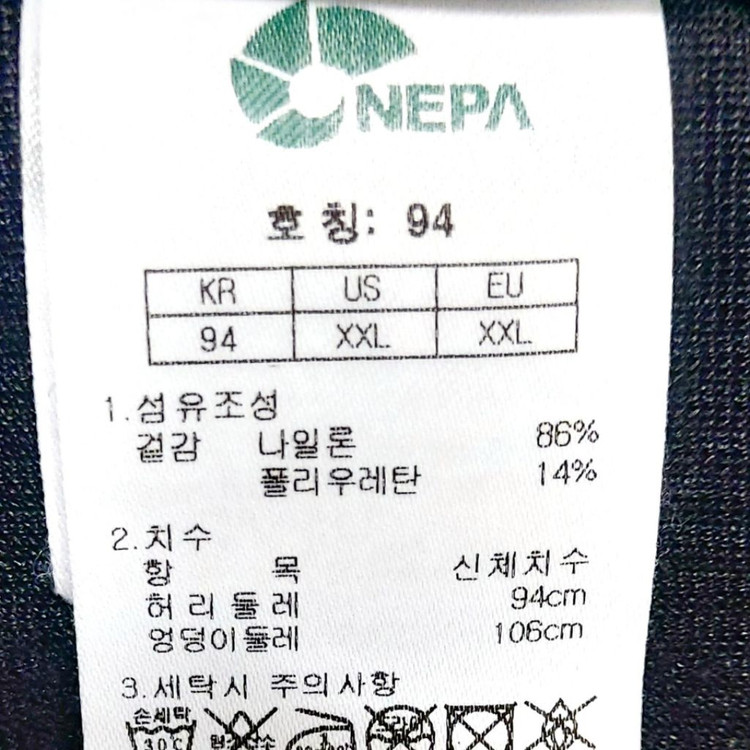 NEPA
호 칭: 94
KR US EU
94 XXL XXL
1.섬유조성
겉감 나일론 86%
폴리우레탄 14%
2.치수
항 목 신체치수
허리둘레 94cm
엉덩이둘레 106cm
3.세탁시 주의사항
손세탁
30℃